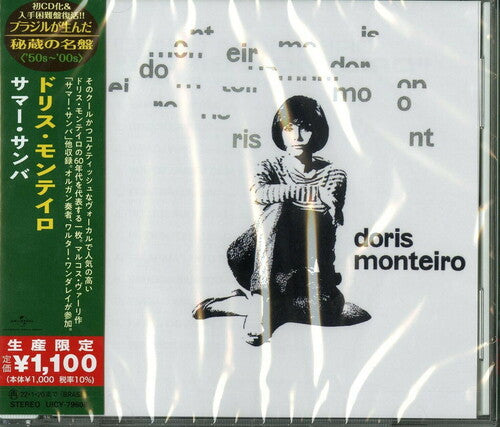 初CD化&
入手困難盤復活!!
ブラジルが生んだ
秘蔵の名盤
〈'50s~'00s〉
ドリス・モンテイロ
サマー・サンバ
そのクールかつコケティッシュなヴォーカルで人気の高い
ドリス・モンテイロの60年代を代表する一枚。マルコス・ヴァーリ作
「サマー・サンバ」他収録。オルガン奏者、ワルター・ワンダレイが参加。
生産限定
定価 ¥1,100
(本体¥1,000 税率10%)
STEREO
mont eir mo is
do
ei
mo on
ris nt
doris
monteiro